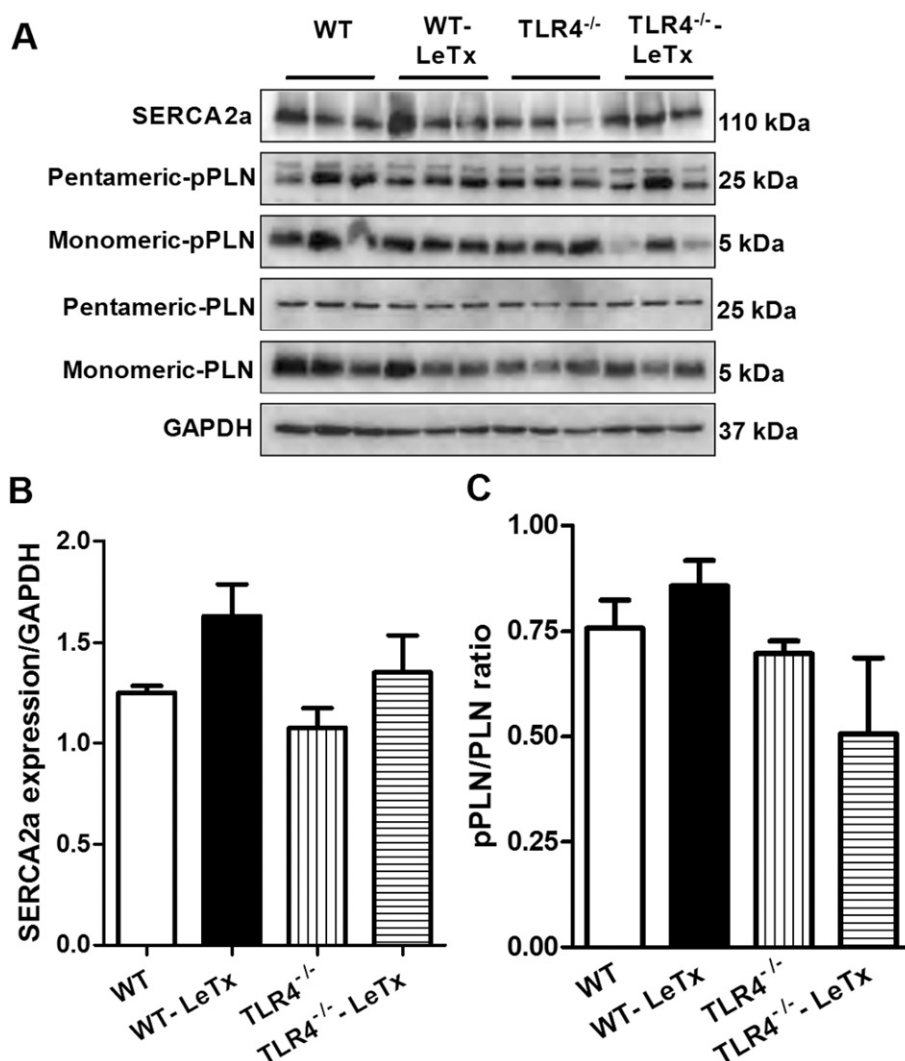 A
WT
WT-
LeTx
TLR4-/-
TLR4-/--
LeTx
SERCA2a
110 kDa
Pentameric-pPLN
25 kDa
Monomeric-pPLN
5 kDa
Pentameric-PLN
25 kDa
Monomeric-PLN
5 kDa
GAPDH
37 kDa
B
SERCA2a expression/GAPDH
2.0
1.5
1.0
0.5
0.0
WT
WT- LeTx
TLR4-/-
TLR4-/-- LeTx
C
pPLN/PLN ratio
1.00
0.75
0.50
0.25
0.00
WT
WT- LeTx
TLR4-/-
TLR4-/-- LeTx